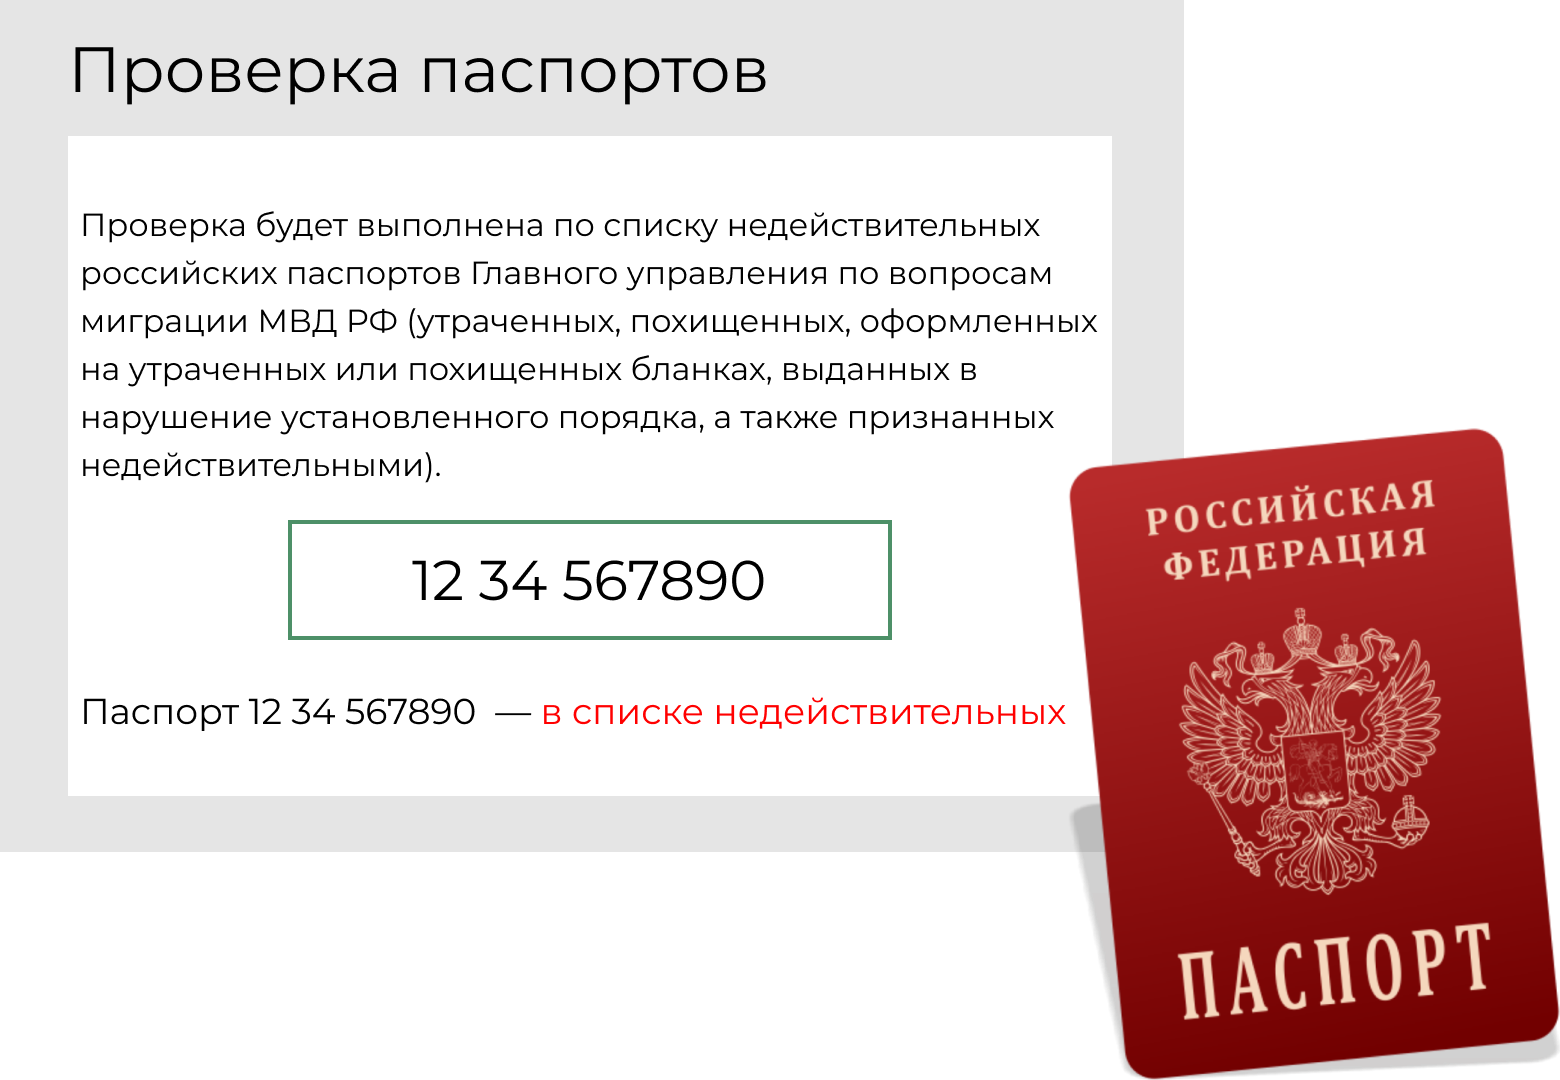 Проверка паспортов
Проверка будет выполнена по списку недействительных
российских паспортов Главного управления по вопросам
миграции МВД РФ (утраченных, похищенных, оформленных
на утраченных или похищенных бланках, выданных в
нарушение установленного порядка, а также признанных
недействительными).
12 34 567890
Паспорт 12 34 567890 — в списке недействительных
РОССИЙСКАЯ
ФЕДЕРАЦИЯ
ПАСПОРТ